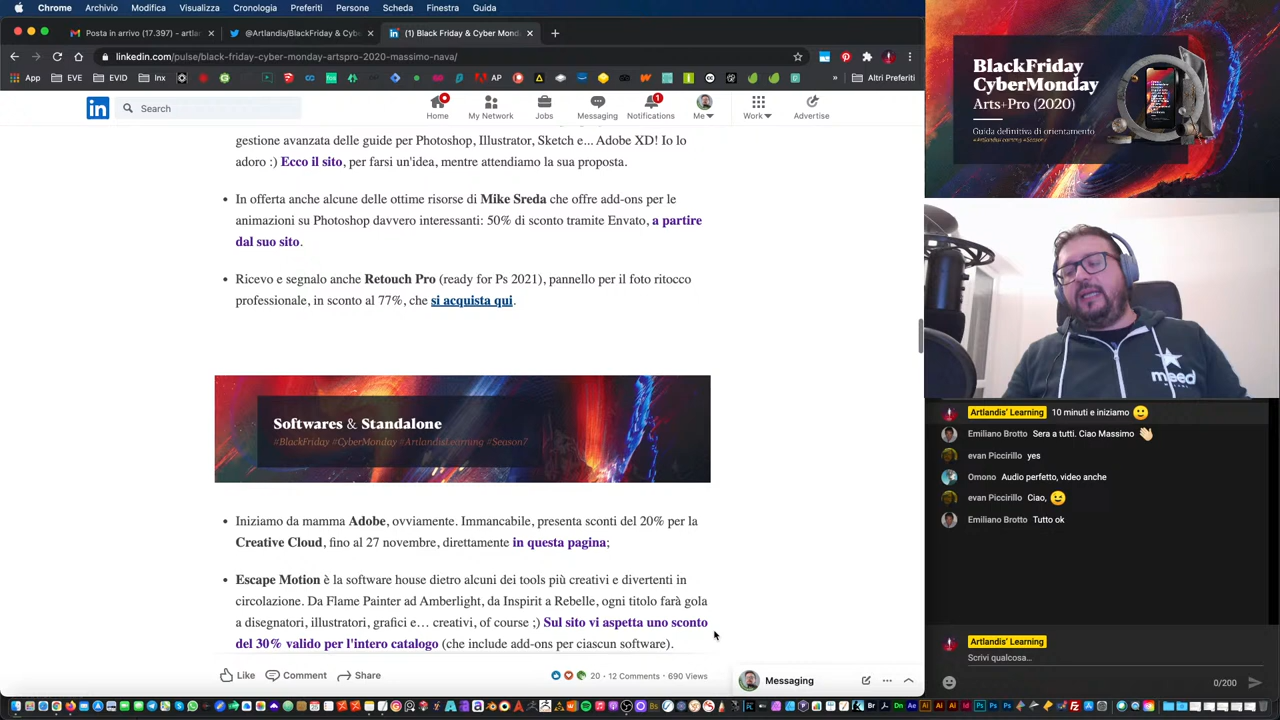 Chrome Archivio Modifica Visualizza Cronologia Preferiti Persone Scheda Finestra Guida
Posta in arrivo (17.397) - artlan
@Artlandis/BlackFriday & Cybe
(1) Black Friday & Cyber Mond
linkedin.com/pulse/black-friday-cybermonday-artspro-2020-massimo-nava/
App EVE EVID Inx AP
» Altri Preferiti
Search
Home My Network Jobs Messaging Notifications Me Work Advertise
gestione avanzata delle guide per Photoshop, Illustrator, Sketch e... Adobe XD! Io lo
adoro :) Ecco il sito, per farsi un'idea, mentre attendiamo la sua proposta.
• In offerta anche alcune delle ottime risorse di Mike Sreda che offre add-ons per le
animazioni su Photoshop davvero interessanti: 50% di sconto tramite Envato, a partire
dal suo sito.
• Ricevo e segnalo anche Retouch Pro (ready for Ps 2021), pannello per il foto ritocco
professionale, in sconto al 77%, che si acquista qui.
Softwares & Standalone
#BlackFriday #CyberMonday #ArtlandisLearning #Season7
• Iniziamo da mamma Adobe, ovviamente. Immancabile, presenta sconti del 20% per la
Creative Cloud, fino al 27 novembre, direttamente in questa pagina;
• Escape Motion è la software house dietro alcuni dei tools più creativi e divertenti in
circolazione. Da Flame Painter ad Amberlight, da Inspirit a Rebelle, ogni titolo farà gola
a disegnatori, illustratori, grafici e… creativi, of course ;) Sul sito vi aspetta uno sconto
del 30% valido per l'intero catalogo (che include add-ons per ciascun software).
Like Comment Share
20 · 12 Comments · 690 Views
Messaging
BlackFriday
CyberMonday
Arts+Pro (2020)
Guida definitiva di orientamento
#ArtlandisLearning #Season7
meed
Artlandis' Learning 10 minuti e iniziamo 🙂
Emiliano Brotto Sera a tutti. Ciao Massimo 👋
evan Piccirillo yes
Omono Audio perfetto, video anche
evan Piccirillo Ciao, 😉
Emiliano Brotto Tutto ok
Artlandis' Learning
Scrivi qualcosa...
0/200